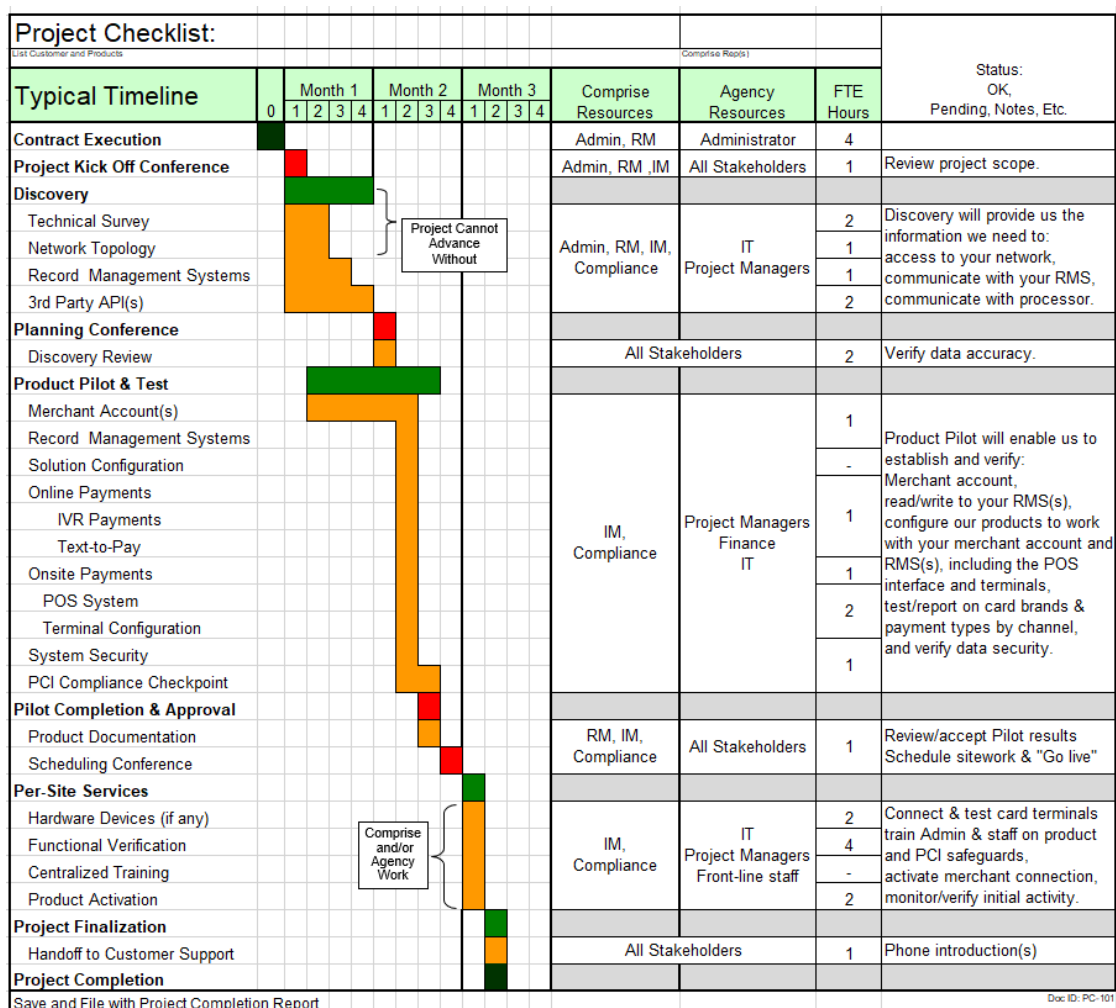 Project Checklist:
List Customer and Products
Comprise Rep(s)
Status:
OK,
Pending, Notes, Etc.
Typical Timeline
0
Month 1
Month 2
Month 3
1 2 3 4 1 2 3 4 1 2 3 4
Comprise
Resources
Agency
Resources
FTE
Hours
Contract Execution
Admin, RM
Administrator
4
Project Kick Off Conference
Admin, RM ,IM
All Stakeholders
1
Review project scope.
Discovery
Technical Survey
Network Topology
Record Management Systems
3rd Party API(s)
Project Cannot
Advance
Without
Admin, RM, IM,
Compliance
IT
Project Managers
2
1
1
2
Discovery will provide us the
information we need to:
access to your network,
communicate with your RMS,
communicate with processor.
Planning Conference
Discovery Review
All Stakeholders
2
Verify data accuracy.
Product Pilot & Test
Merchant Account(s)
Record Management Systems
Solution Configuration
Online Payments
IVR Payments
Text-to-Pay
Onsite Payments
POS System
Terminal Configuration
System Security
PCI Compliance Checkpoint
IM,
Compliance
Project Managers
Finance
IT
1
-
1
1
2
1
Product Pilot will enable us to
establish and verify:
Merchant account,
read/write to your RMS(s),
configure our products to work
with your merchant account and
RMS(s), including the POS
interface and terminals,
test/report on card brands &
payment types by channel,
and verify data security.
Pilot Completion & Approval
Product Documentation
Scheduling Conference
RM, IM,
Compliance
All Stakeholders
1
Review/accept Pilot results
Schedule sitework & "Go live"
Per-Site Services
Hardware Devices (if any)
Functional Verification
Centralized Training
Product Activation
Comprise
and/or
Agency
Work
IM,
Compliance
IT
Project Managers
Front-line staff
2
4
-
2
Connect & test card terminals
train Admin & staff on product
and PCI safeguards,
activate merchant connection,
monitor/verify initial activity.
Project Finalization
Handoff to Customer Support
All Stakeholders
1
Phone introduction(s)
Project Completion
Save and File with Project Completion Report
Doc ID: PC-101